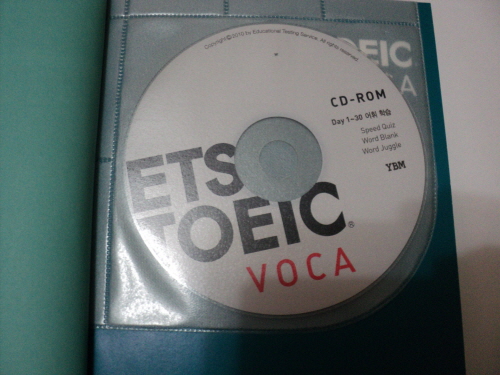 Copyright© 2010 by Educational Testing Service. All rights reserved.
TOEIC
CA
CD-ROM
Day 1~30 어휘 학습
Speed Quiz
Word Blank
Word Juggle
YBM
ETS
TOEIC®
VOCA